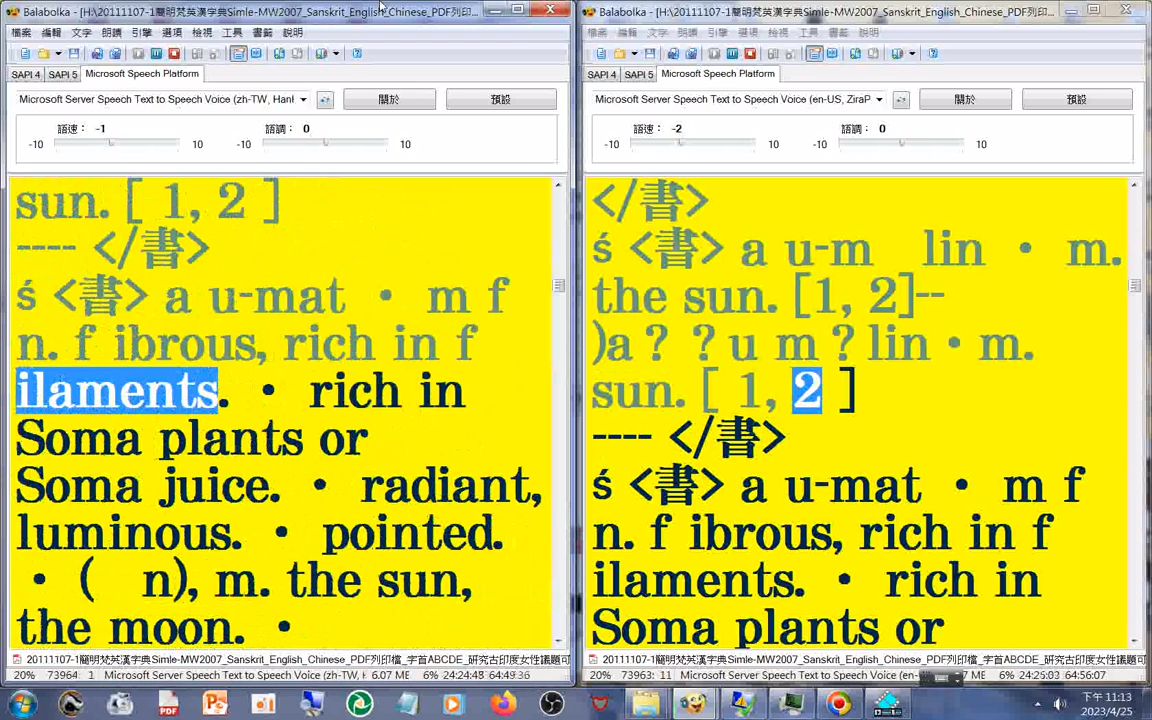 Balabolka - [H:\20111107-1簡明梵英漢字典Simle-MW2007_Sanskrit_English_Chinese_PDF列印...
檔案 編輯 文字 朗讀 引擎 選項 檢視 工具 書籤 說明
SAPI 4 SAPI 5 Microsoft Speech Platform
Microsoft Server Speech Text to Speech Voice (zh-TW, HanH 關於 預設
語速： -1 語調： 0
-10 10 -10 10
sun. [ 1, 2 ]
---- </書>
ś <書> a u-mat • m f
n. f ibrous, rich in f
ilaments. • rich in
Soma plants or
Soma juice. • radiant,
luminous. • pointed.
• ( n), m. the sun,
the moon. •
20111107-1簡明梵英漢字典Simle-MW2007_Sanskrit_English_Chinese_PDF列印檔_字首ABCDE_研究古印度女性議題可
20% 73964: 1 Microsoft Server Speech Text to Speech Voice (zh-TW, 6.07 ME 6% 24:24:48 64:49:36
Balabolka - [H:\20111107-1簡明梵英漢字典Simle-MW2007_Sanskrit_English_Chinese_PDF列印...
檔案 編輯 文字 朗讀 引擎 選項 檢視 工具 書籤 說明
SAPI 4 SAPI 5 Microsoft Speech Platform
Microsoft Server Speech Text to Speech Voice (en-US, ZiraP 關於 預設
語速： -2 語調： 0
-10 10 -10 10
</書>
ś <書> a u-m lin • m.
the sun. [1, 2]--
)a ? ? u m ? lin • m.
sun. [ 1, 2 ]
---- </書>
ś <書> a u-mat • m f
n. f ibrous, rich in f
ilaments. • rich in
Soma plants or
20111107-1簡明梵英漢字典Simle-MW2007_Sanskrit_English_Chinese_PDF列印檔_字首ABCDE_研究古印度女性議題可
20% 73963: 11 Microsoft Server Speech Text to Speech Voice (en-US, 6% 24:25:03 64:56:07
下午 11:13
2023/4/25